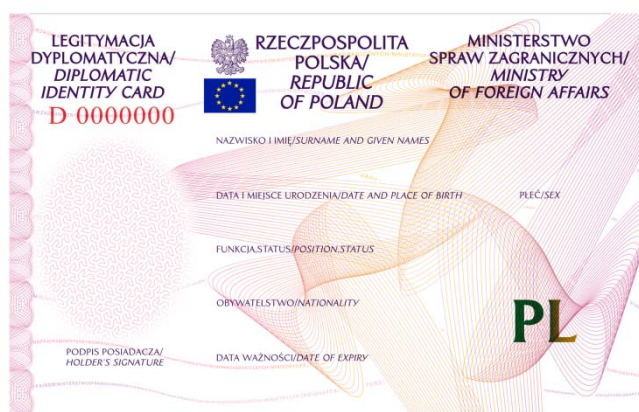 LEGITYMACJA
DYPLOMATYCZNA/
DIPLOMATIC
IDENTITY CARD
D 0000000
RZECZPOSPOLITA
POLSKA/
REPUBLIC
OF POLAND
MINISTERSTWO
SPRAW ZAGRANICZNYCH/
MINISTRY
OF FOREIGN AFFAIRS
NAZWISKO I IMIĘ/SURNAME AND GIVEN NAMES
DATA I MIEJSCE URODZENIA/DATE AND PLACE OF BIRTH
PŁEĆ/SEX
FUNKCJA,STATUS/POSITION,STATUS
OBYWATELSTWO/NATIONALITY
PL
PODPIS POSIADACZA/
HOLDER'S SIGNATURE
DATA WAŻNOŚCI/DATE OF EXPIRY